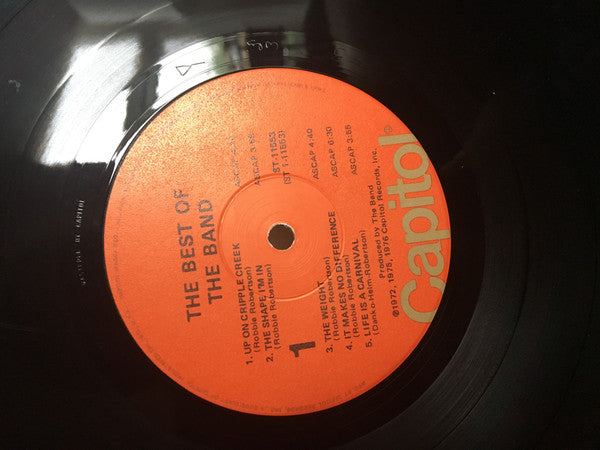 THE BEST OF
THE BAND
1. UP ON CRIPPLE CREEK
(Robbie Robertson)
2. THE SHAPE I'M IN
(Robbie Robertson)
ASCAP 3:55
1
ST-11553
(ST 1-11553)
3. THE WEIGHT
(Robbie Robertson)
ASCAP 4:40
4. IT MAKES NO DIFFERENCE
(Robbie Robertson)
ASCAP 6:30
5. LIFE IS A CARNIVAL
(Danko-Helm-Robertson)
ASCAP 3:55
Produced by The Band
℗1972, 1975, 1976 Capitol Records, Inc.
Capitol®